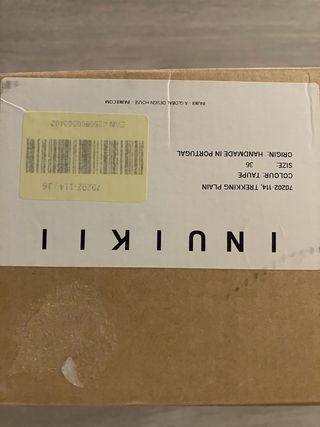 INUIKII
70202-114, TREKKING PLAIN
COLOUR: TAUPE
SIZE: 36
ORIGIN: HANDMADE IN PORTUGAL
70202-114 / 36
EAN
INUIKII - A GLOBAL DESIGN HOUSE - INUIKII.COM